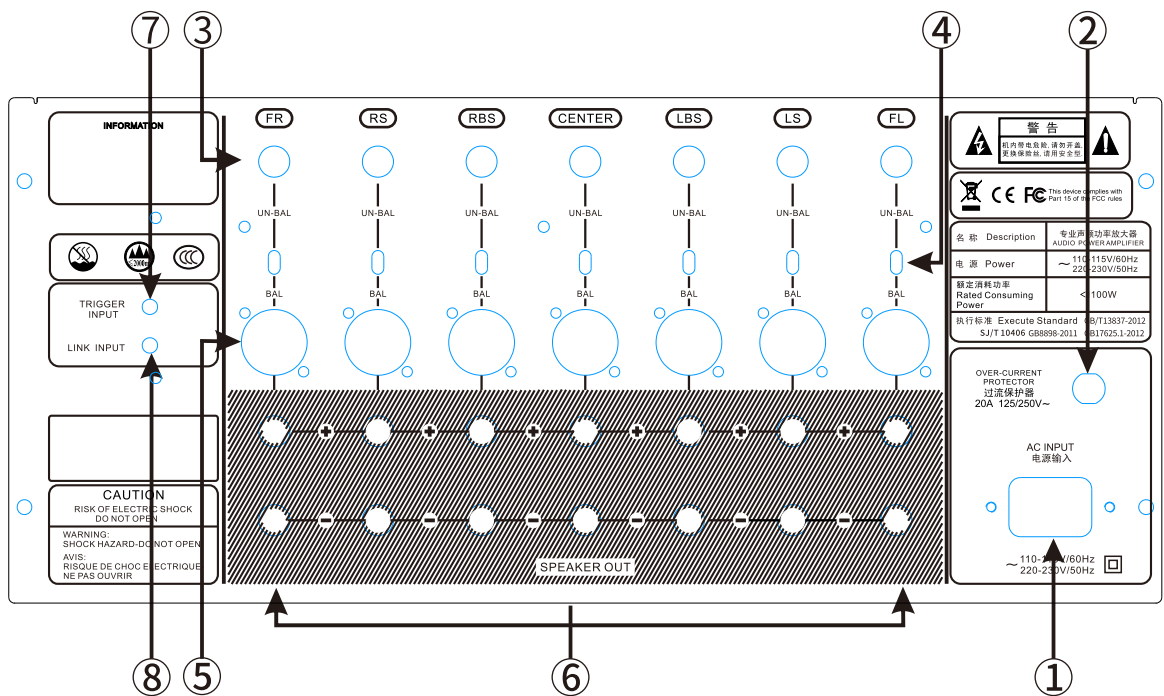 ⑦
③
④
②
INFORMATION
≤2000m
CCC
TRIGGER
INPUT
LINK INPUT
CAUTION
RISK OF ELECTRIC SHOCK
DO NOT OPEN
WARNING:
SHOCK HAZARD-DO NOT OPEN
AVIS:
RISQUE DE CHOC ELECTRIQUE
NE PAS OUVRIR
FR RS RBS CENTER LBS LS FL
UN-BAL UN-BAL UN-BAL UN-BAL UN-BAL UN-BAL UN-BAL
BAL BAL BAL BAL BAL BAL BAL
+ + + + + +
- - - - - -
SPEAKER OUT
警 告
机内带电危险,请勿开盖,
更换保险丝,请用安全型.
CE FC This device complies with
Part 15 of the FCC rules
名 称 Description 专业声频功率放大器
AUDIO POWER AMPLIFIER
电 源 Power ~110-115V/60Hz
220-230V/50Hz
额定消耗功率
Rated Consuming
Power
执行标准 Execute Standard GB/T13837-2012
SJ/T 10406 GB8898-2011 GB17625.1-2012
OVER-CURRENT
PROTECTOR
过流保护器
20A 125/250V~
AC INPUT
电源输入
220-230V/50Hz
⑧
⑤
⑥
①